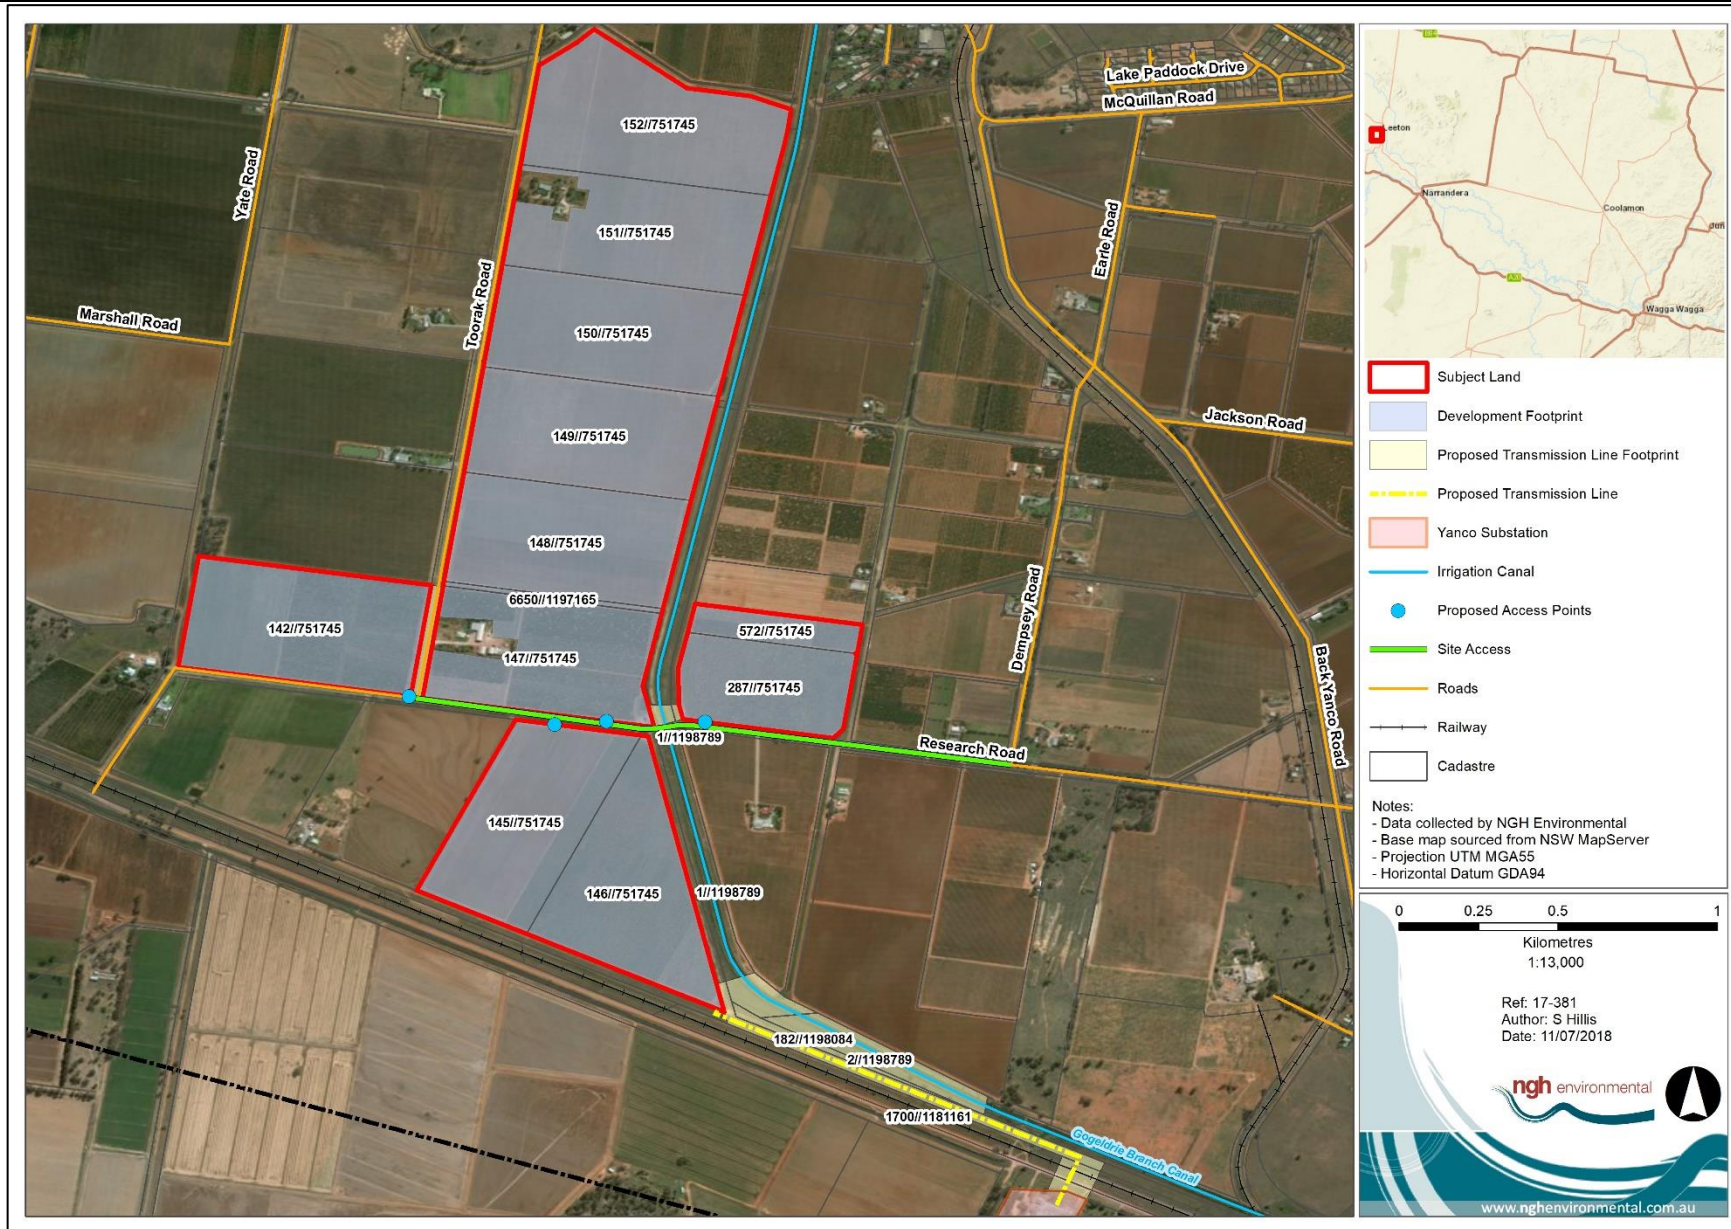 Lake Paddock Drive
McQuillan Road
152//751745
Yate Road
151//751745
Earle Road
Toorak Road
Marshall Road
150//751745
Jackson Road
149//751745
148//751745
6650//1197165
142//751745
572//751745
Dempsey Road
147//751745
287//751745
Back Yanco Road
1//1198789
Research Road
145//751745
146//751745
1//1198789
182//1198084
2//1198789
1700//1181161
Gogeldrie Branch Canal
Leeton
Narrandera
Coolamon
A20
Wagga Wagga
Subject Land
Development Footprint
Proposed Transmission Line Footprint
Proposed Transmission Line
Yanco Substation
Irrigation Canal
Proposed Access Points
Site Access
Roads
Railway
Cadastre
Notes:
- Data collected by NGH Environmental
- Base map sourced from NSW MapServer
- Projection UTM MGA55
- Horizontal Datum GDA94
0 0.25 0.5 1
Kilometres
1:13,000
Ref: 17-381
Author: S Hillis
Date: 11/07/2018
ngh environmental
www.nghenvironmental.com.au